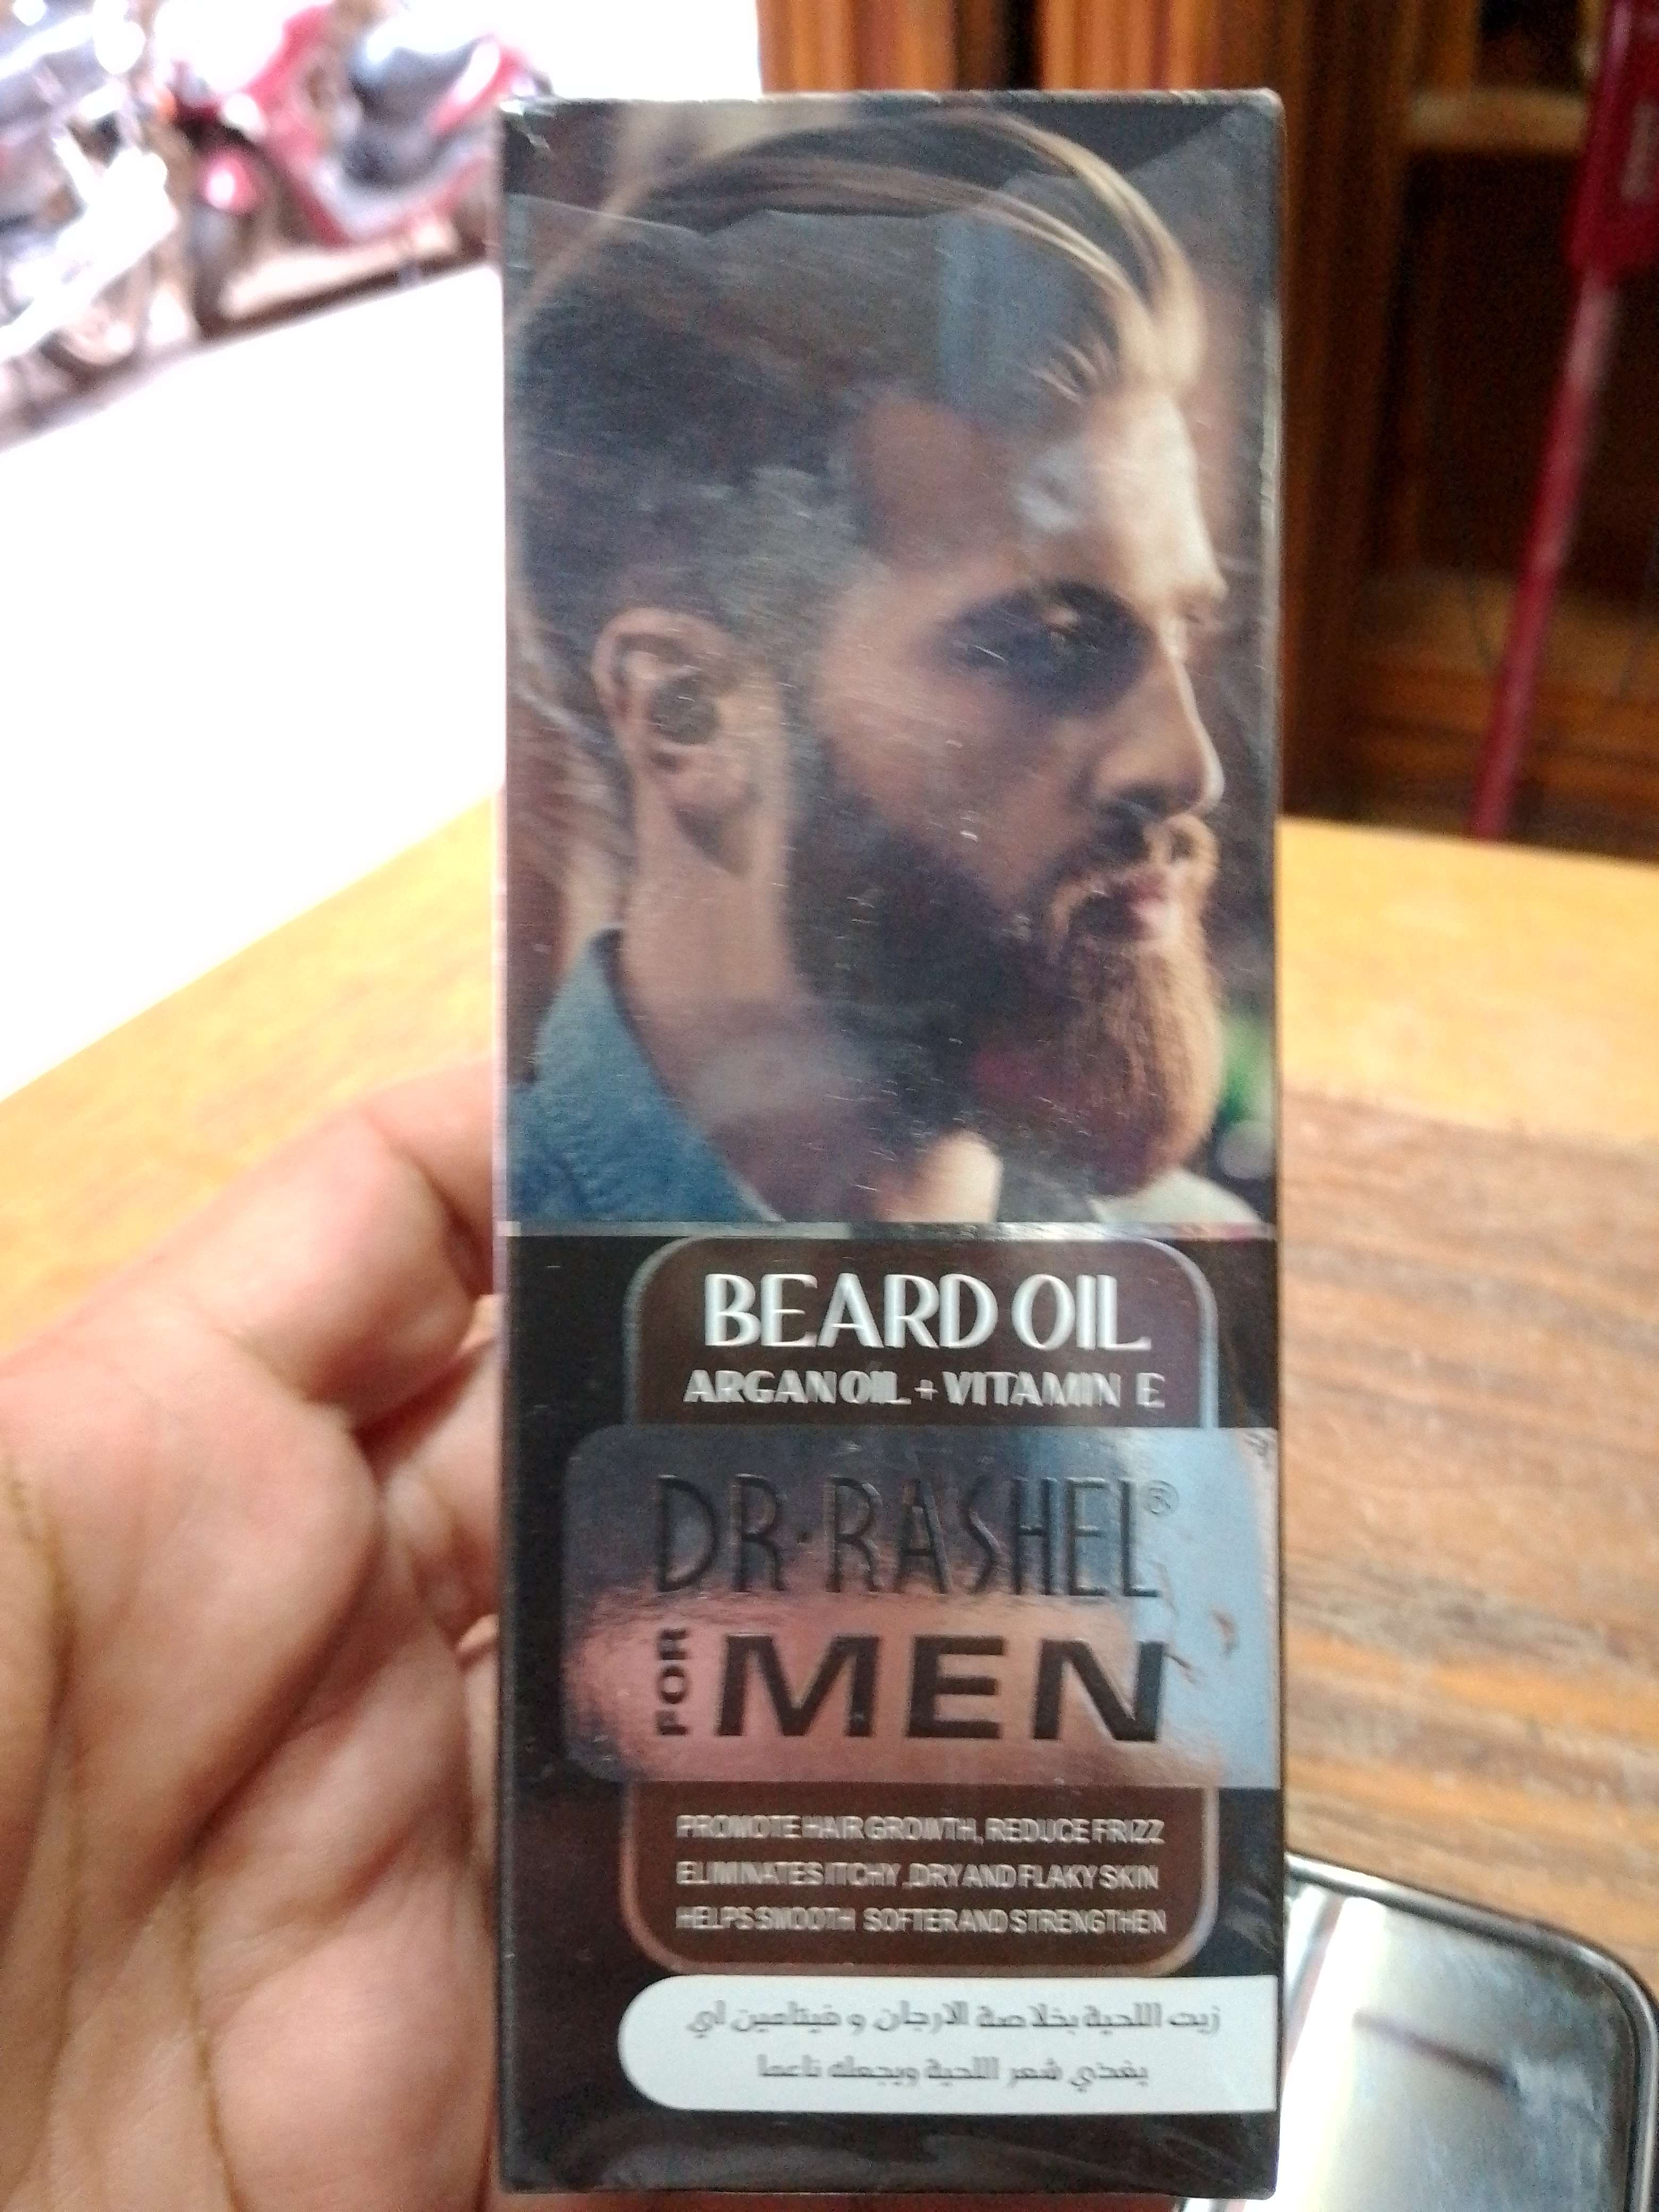 BEARD OIL
ARGAN OIL + VITAMIN E
DR·RASHEL®
FOR MEN
PROMOTE HAIR GROWTH, REDUCE FRIZZ
ELIMINATES ITCHY ,DRY AND FLAKY SKIN
HELPS SMOOTH SOFTER AND STRENGTHEN
زيت اللحية بخلاصة الارجان و فيتامين اي
يغذي شعر اللحية ويجعله ناعما